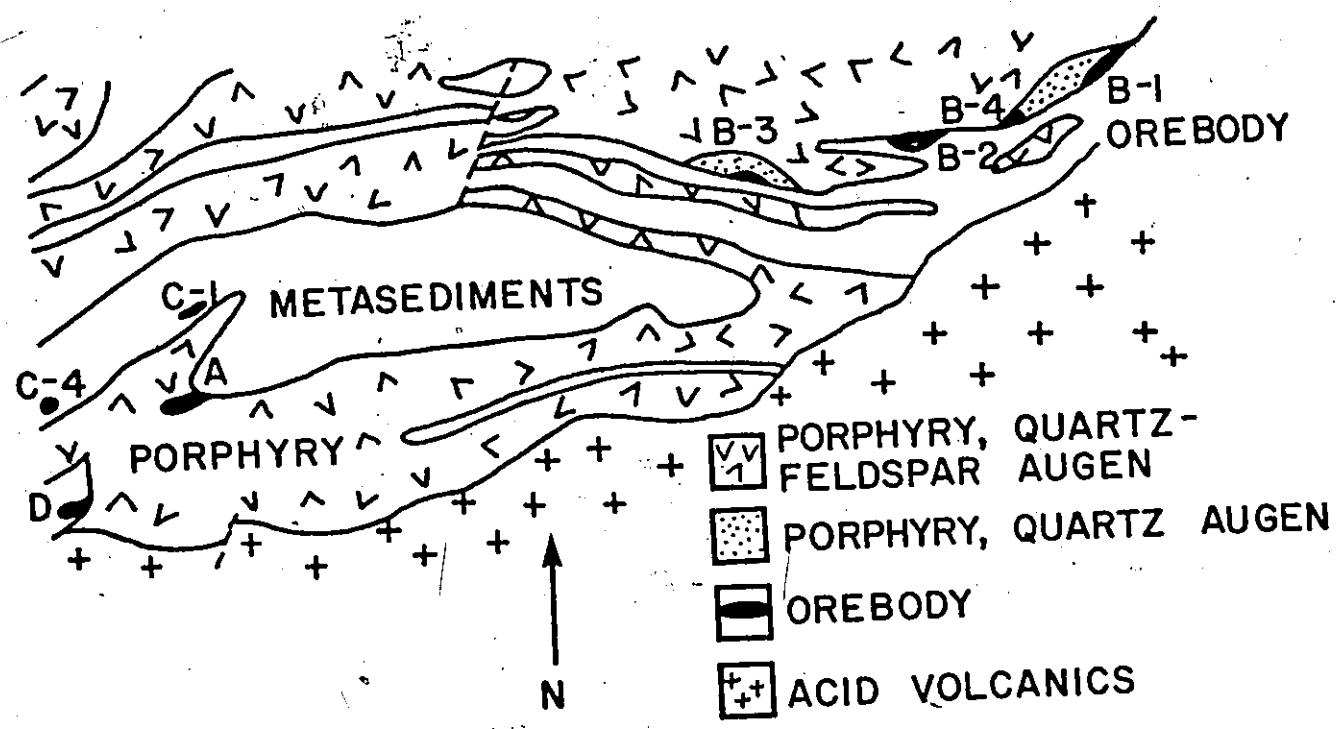 B-1
B-4
B-3
OREBODY
B-2
C-1
METASEDIMENTS
C-4
A
PORPHYRY
D
PORPHYRY, QUARTZ-
FELDSPAR AUGEN
PORPHYRY, QUARTZ AUGEN
OREBODY
ACID VOLCANICS
N